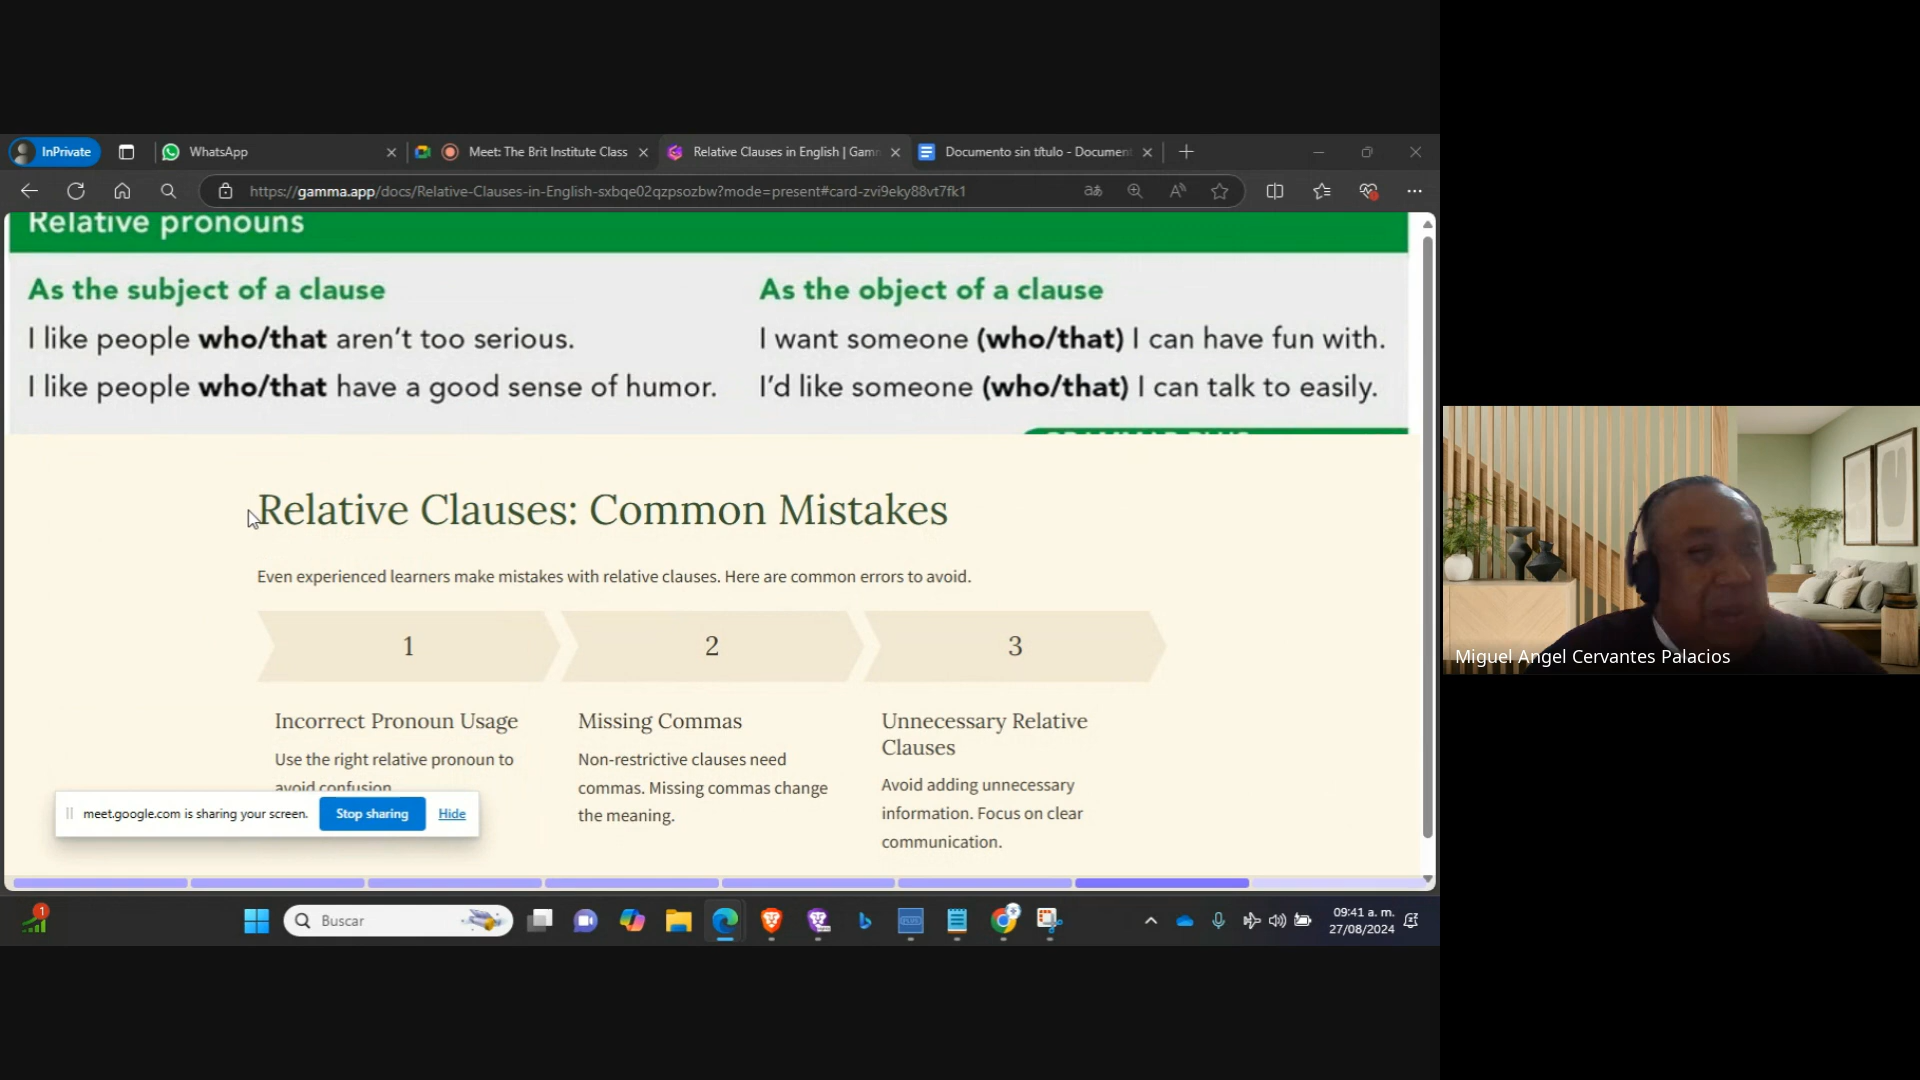 InPrivate
WhatsApp
Meet: The Brit Institute Class
Relative Clauses in English | Gam
Documento sin título - Document
https://gamma.app/docs/Relative-Clauses-in-English-sxbqe02qzpsozbw?mode=present#card-zvi9eky88vt7fk1
Relative pronouns
As the subject of a clause
I like people who/that aren't too serious.
I like people who/that have a good sense of humor.
As the object of a clause
I want someone (who/that) I can have fun with.
I'd like someone (who/that) I can talk to easily.
Relative Clauses: Common Mistakes
Even experienced learners make mistakes with relative clauses. Here are common errors to avoid.
1
2
3
Incorrect Pronoun Usage
Use the right relative pronoun to
avoid confusion.
Missing Commas
Non-restrictive clauses need
commas. Missing commas change
the meaning.
Unnecessary Relative
Clauses
Avoid adding unnecessary
information. Focus on clear
communication.
meet.google.com is sharing your screen.
Stop sharing
Hide
Miguel Angel Cervantes Palacios
1
Buscar
09:41 a. m.
27/08/2024